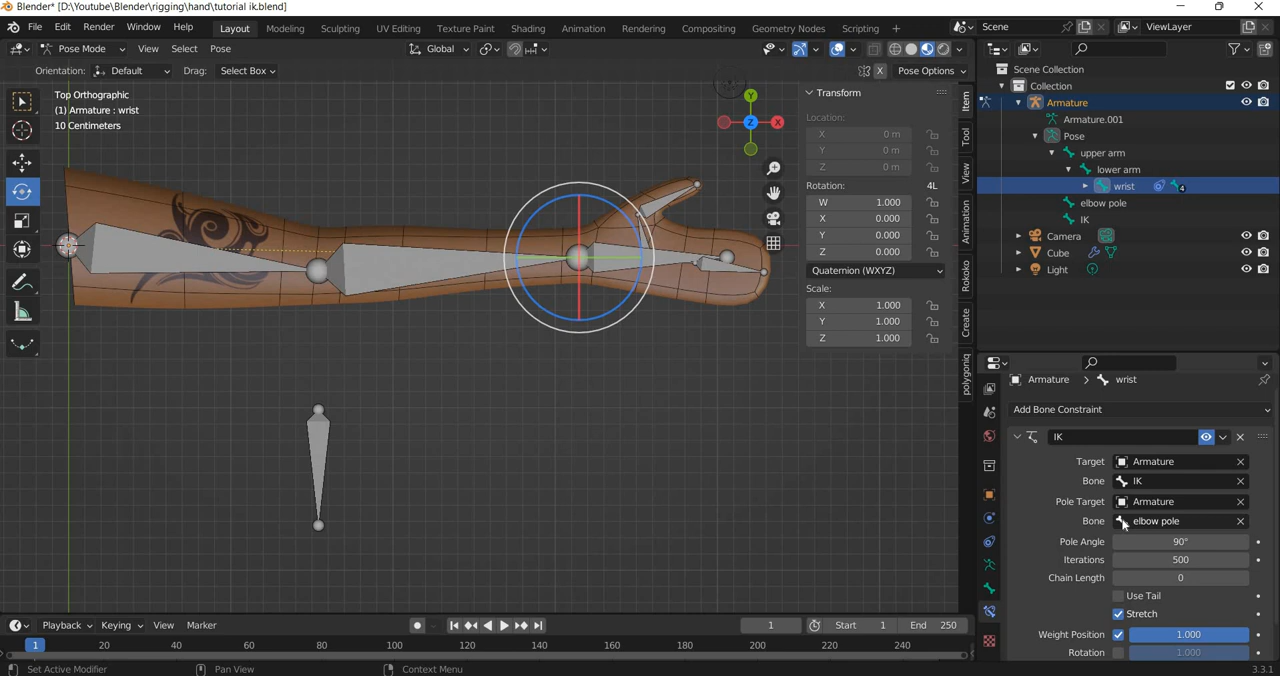 Blender* [D:\Youtube\Blender\rigging\hand\tutorial ik.blend]
File Edit Render Window Help Layout Modeling Sculpting UV Editing Texture Paint Shading Animation Rendering Compositing Geometry Nodes Scripting + Scene ViewLayer
Pose Mode View Select Pose Global
Orientation: Default Drag: Select Box X Pose Options
Top Orthographic
(1) Armature : wrist
10 Centimeters
Y
Z
X
Transform
Location:
X 0 m
Y 0 m
Z 0 m
Rotation: 4L
W 1.000
X 0.000
Y 0.000
Z 0.000
Quaternion (WXYZ)
Scale:
X 1.000
Y 1.000
Z 1.000
Item
Tool
View
Animation
Rokoko
Create
polygoniq
Scene Collection
Collection
Armature
Armature.001
Pose
upper arm
lower arm
wrist 4
elbow pole
IK
Camera
Cube
Light
Armature > wrist
Add Bone Constraint
IK
Target Armature
Bone IK
Pole Target Armature
Bone elbow pole
Pole Angle 90°
Iterations 500
Chain Length 0
Use Tail
Stretch
Weight Position 1.000
Rotation 1.000
Playback Keying View Marker 1 Start 1 End 250
1 20 40 60 80 100 120 140 160 180 200 220 240
Set Active Modifier Pan View Context Menu 3.3.1